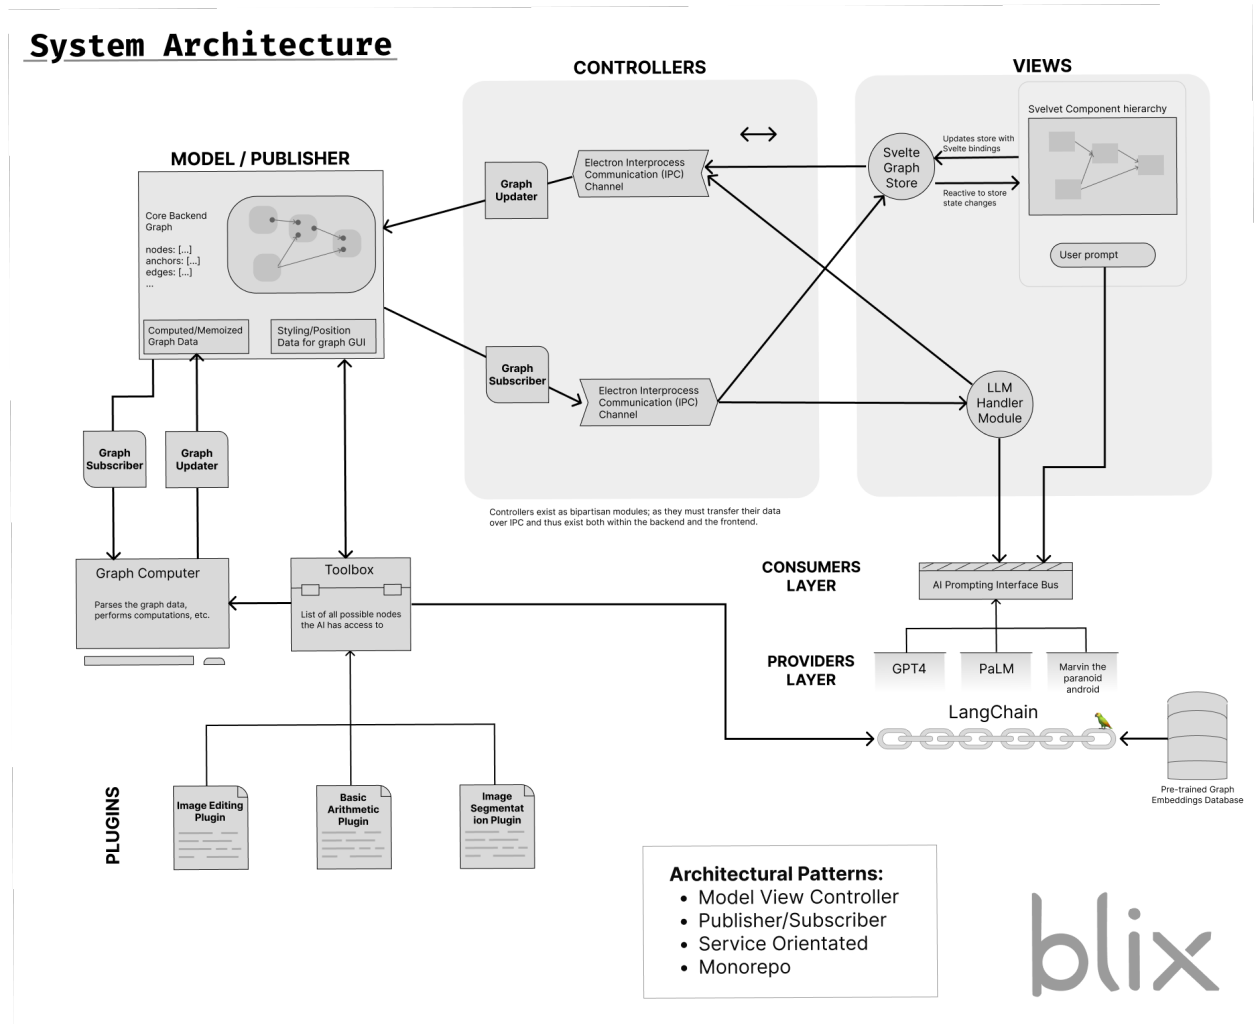 System Architecture
CONTROLLERS
VIEWS
MODEL / PUBLISHER
Core Backend
Graph
nodes: [...]
anchors: [...]
edges: [...]
...
Computed/Memoized
Graph Data
Styling/Position
Data for graph GUI
Graph
Updater
Electron Interprocess
Communication (IPC)
Channel
Graph
Subscriber
Electron Interprocess
Communication (IPC)
Channel
Controllers exist as bipartisan modules; as they must transfer their data
over IPC and thus exist both within the backend and the frontend.
Svelte
Graph
Store
Updates store with
Svelte bindings
Reactive to store
state changes
Svelvet Component hierarchy
User prompt
LLM
Handler
Module
Graph
Subscriber
Graph
Updater
Graph Computer
Parses the graph data,
performs computations, etc.
Toolbox
List of all possible nodes
the AI has access to
CONSUMERS
LAYER
AI Prompting Interface Bus
PROVIDERS
LAYER
GPT4
PaLM
Marvin the
paranoid
android
LangChain
Pre-trained Graph
Embeddings Database
PLUGINS
Image Editing
Plugin
Basic
Arithmetic
Plugin
Image
Segmentat
ion Plugin
Architectural Patterns:
• Model View Controller
• Publisher/Subscriber
• Service Orientated
• Monorepo
blix